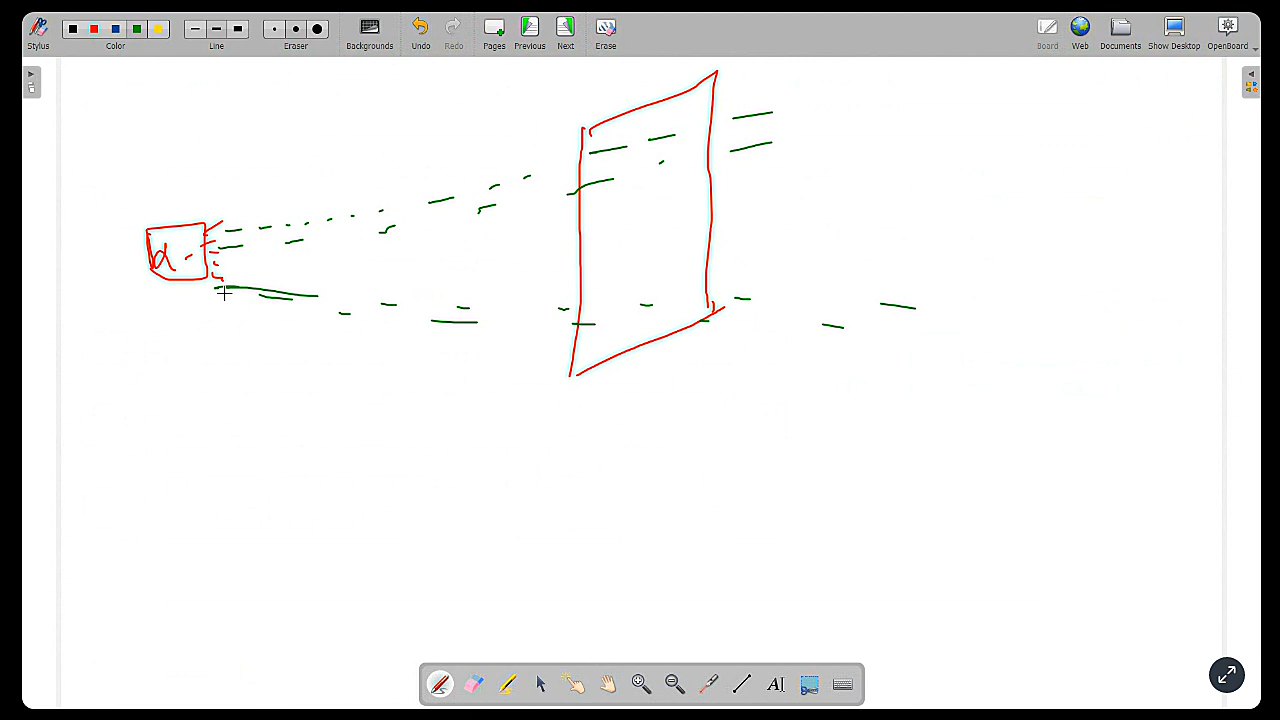 Stylus
Color
Line
Eraser
Backgrounds
Undo
Redo
Pages
Previous
Next
Erase
Board
Web
Documents
Show Desktop
OpenBoard
α
A